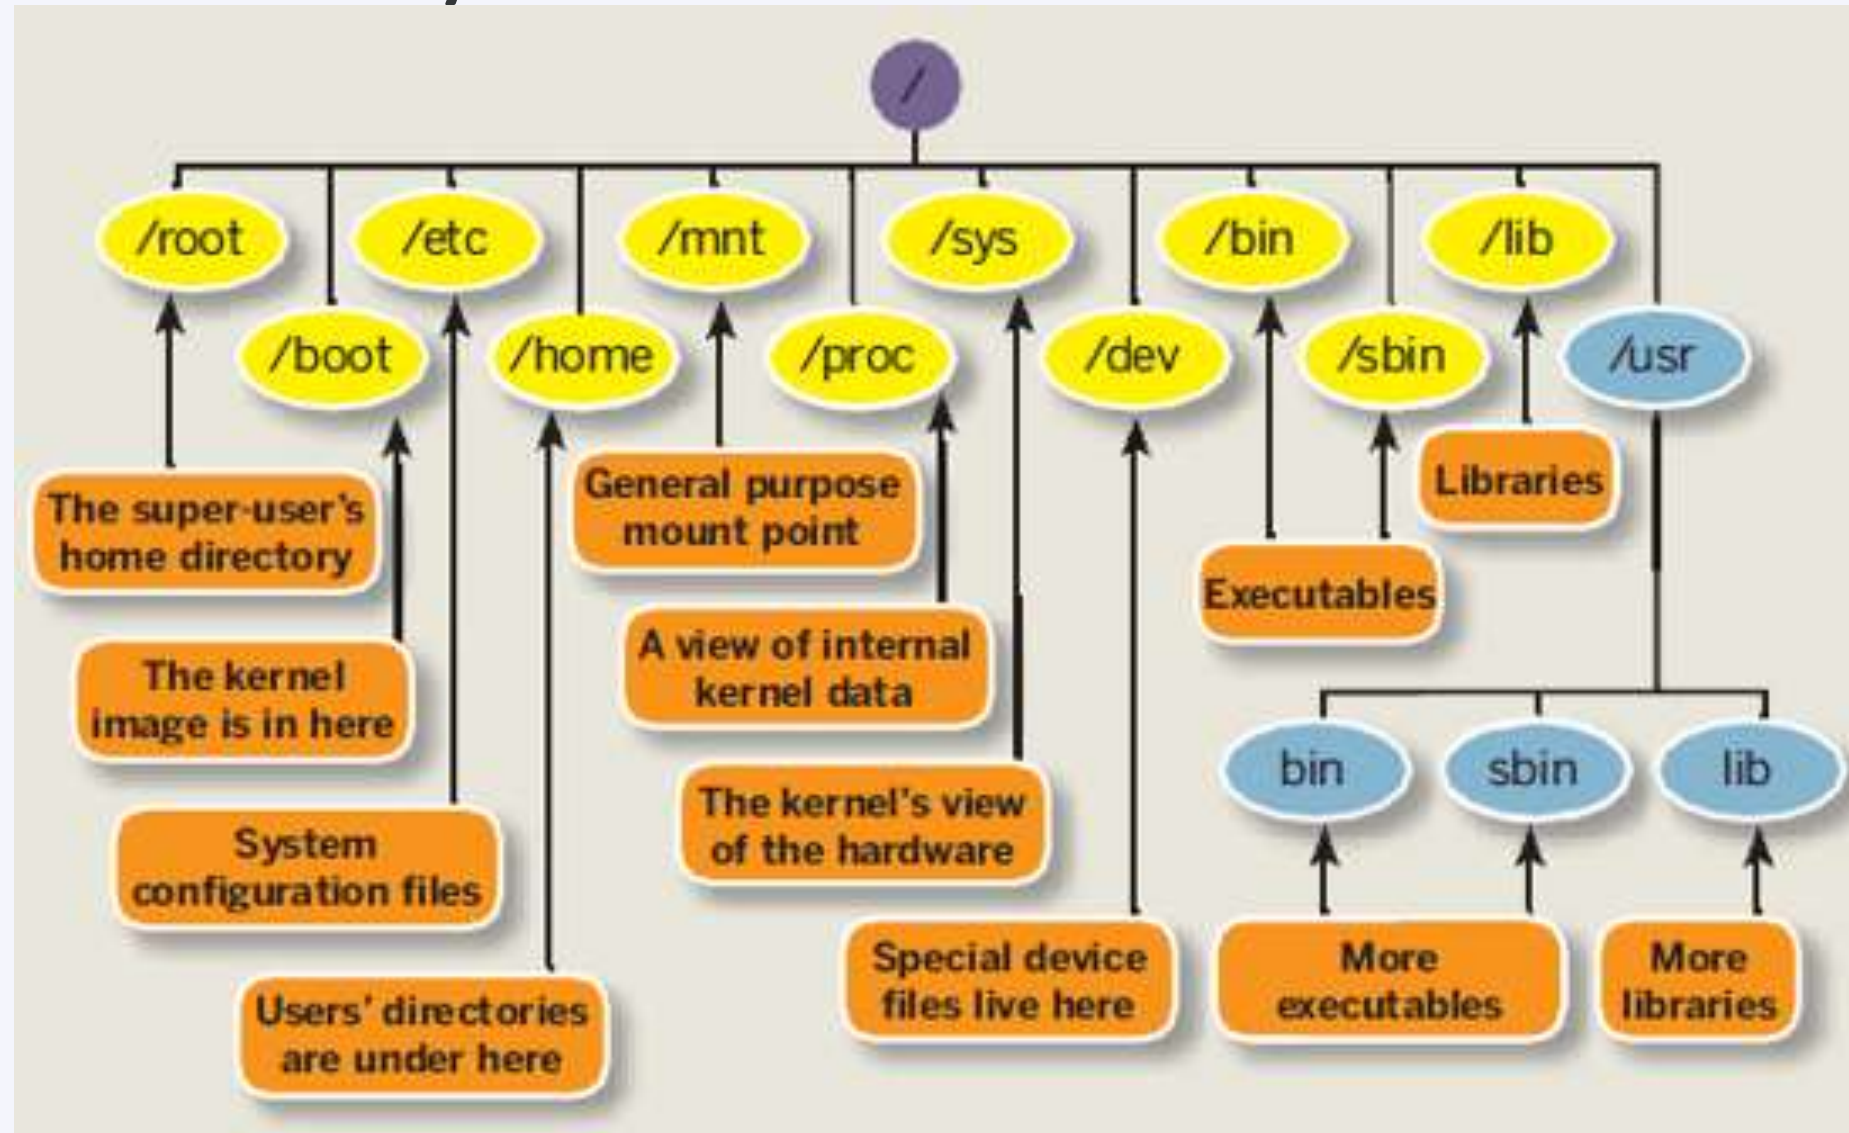 /
/root
/etc
/mnt
/sys
/bin
/lib
/boot
/home
/proc
/dev
/sbin
/usr
The super-user's
home directory
General purpose
mount point
Libraries
Executables
The kernel
image is in here
A view of internal
kernel data
bin
sbin
lib
The kernel's view
of the hardware
System
configuration files
Special device
files live here
More
executables
More
libraries
Users' directories
are under here